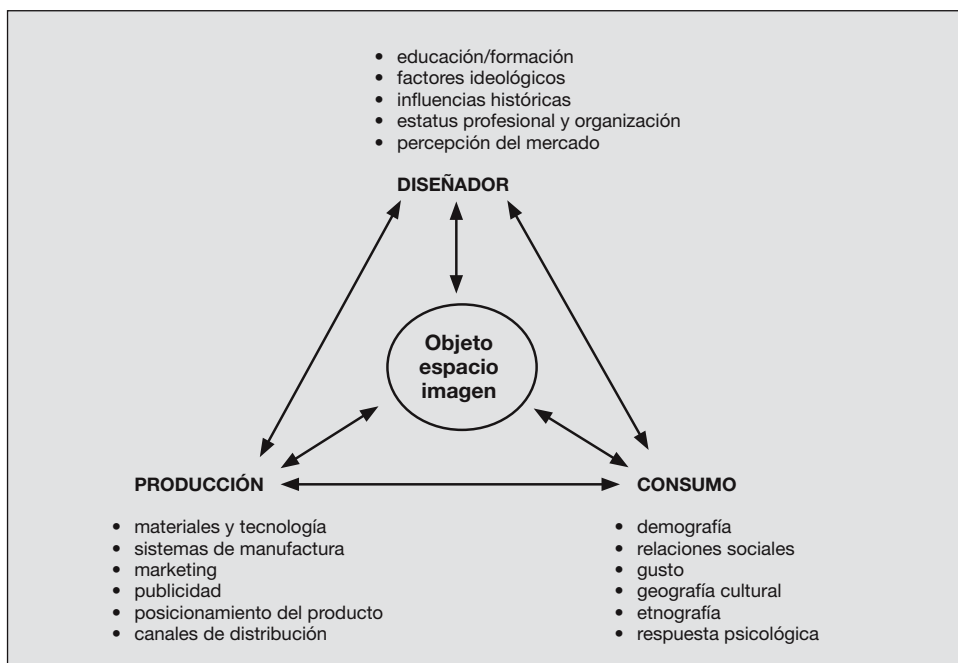 • educación/formación
• factores ideológicos
• influencias históricas
• estatus profesional y organización
• percepción del mercado
DISEÑADOR
Objeto
espacio
imagen
PRODUCCIÓN
• materiales y tecnología
• sistemas de manufactura
• marketing
• publicidad
• posicionamiento del producto
• canales de distribución
CONSUMO
• demografía
• relaciones sociales
• gusto
• geografía cultural
• etnografía
• respuesta psicológica